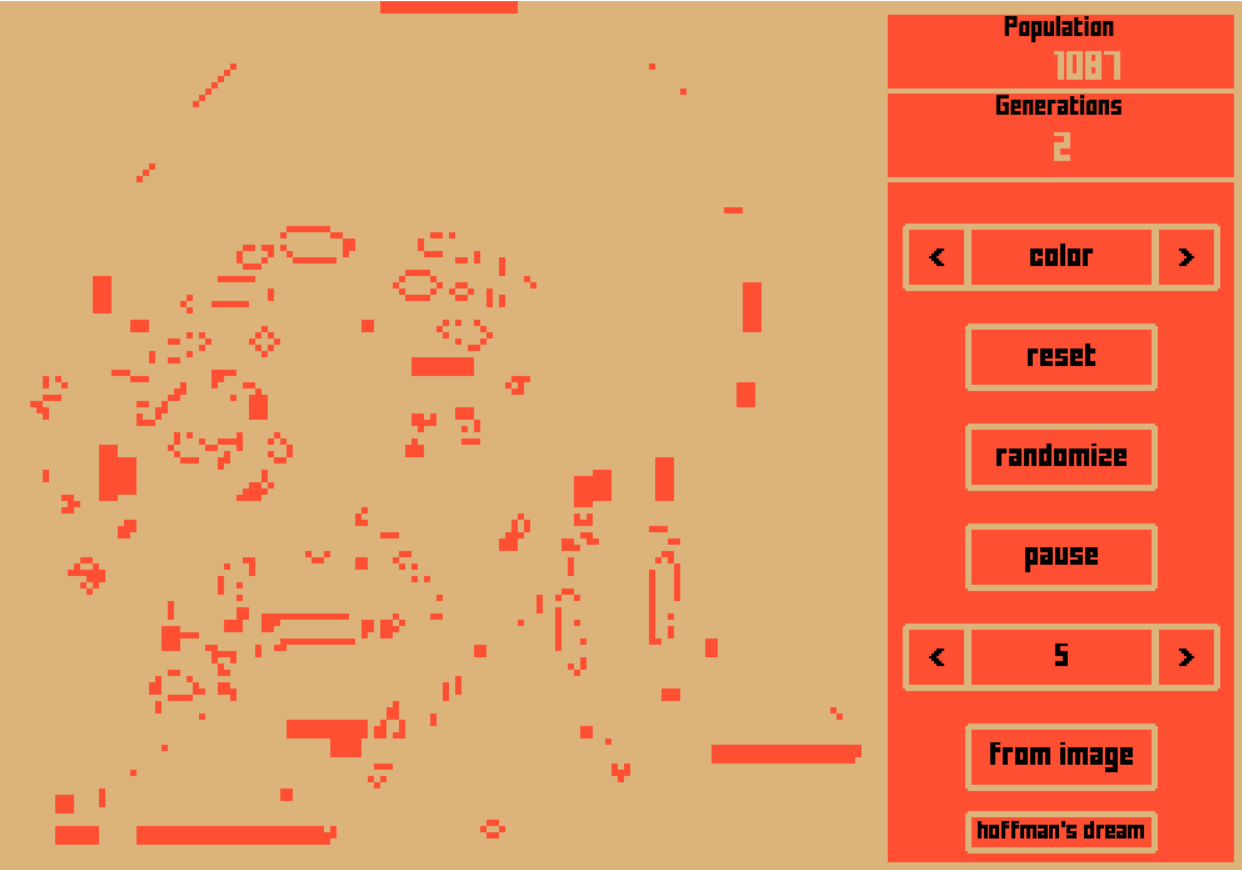 Population
1087
Generations
2
< color >
reset
randomize
pause
< 5 >
from image
hoffman's dream